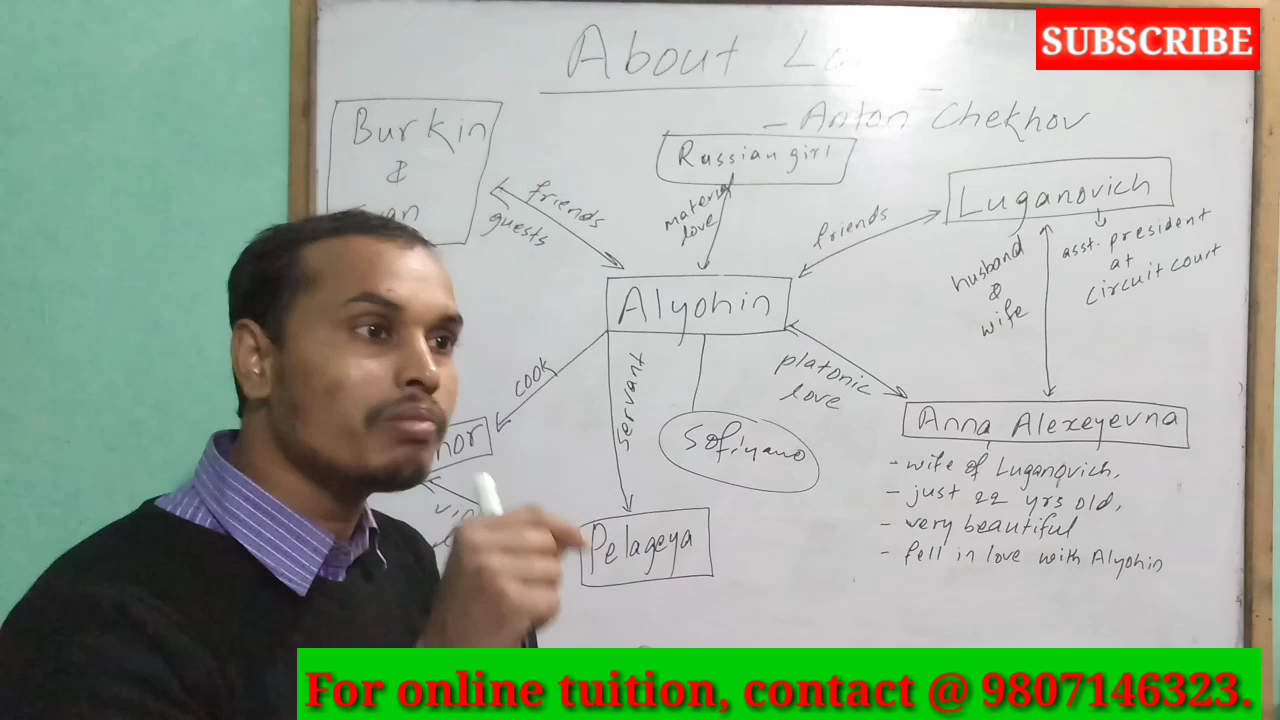 SUBSCRIBE
About
- Anton Chekhov
Burkin
&
friends
guests
Russian girl
material
love
friends
Luganovich
asst. president
at
circuit court
husband
&
wife
Alyohin
cook
servant
Sofiyano
platonic
love
Anna Alexeyevna
- wife of Luganovich,
- just 22 yrs old,
- very beautiful
- fell in love with Alyohin
Pelageya
For online tuition, contact @ 9807146323.